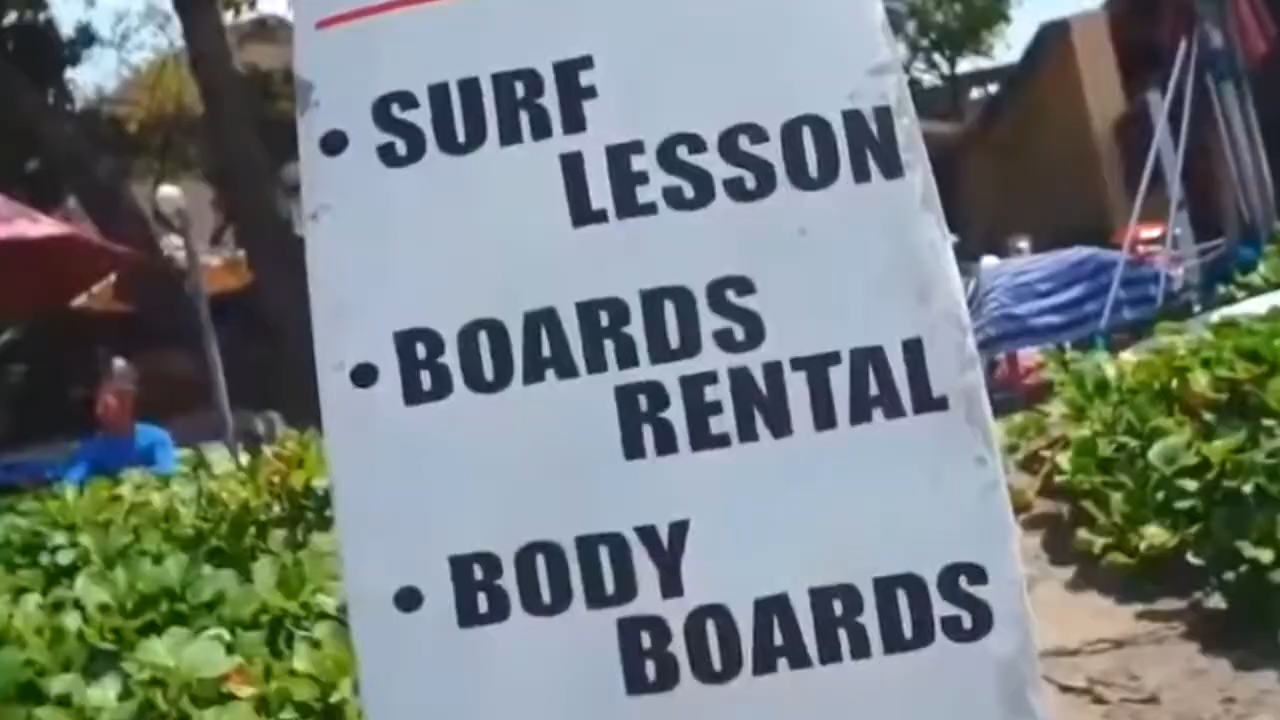 • SURF
LESSON
• BOARDS
RENTAL
• BODY
BOARDS